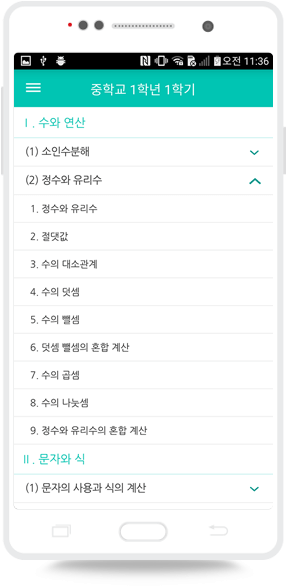 오전 11:36
중학교 1학년 1학기
Ⅰ. 수와 연산
(1) 소인수분해
(2) 정수와 유리수
1. 정수와 유리수
2. 절댓값
3. 수의 대소관계
4. 수의 덧셈
5. 수의 뺄셈
6. 덧셈 뺄셈의 혼합 계산
7. 수의 곱셈
8. 수의 나눗셈
9. 정수와 유리수의 혼합 계산
Ⅱ. 문자와 식
(1) 문자의 사용과 식의 계산